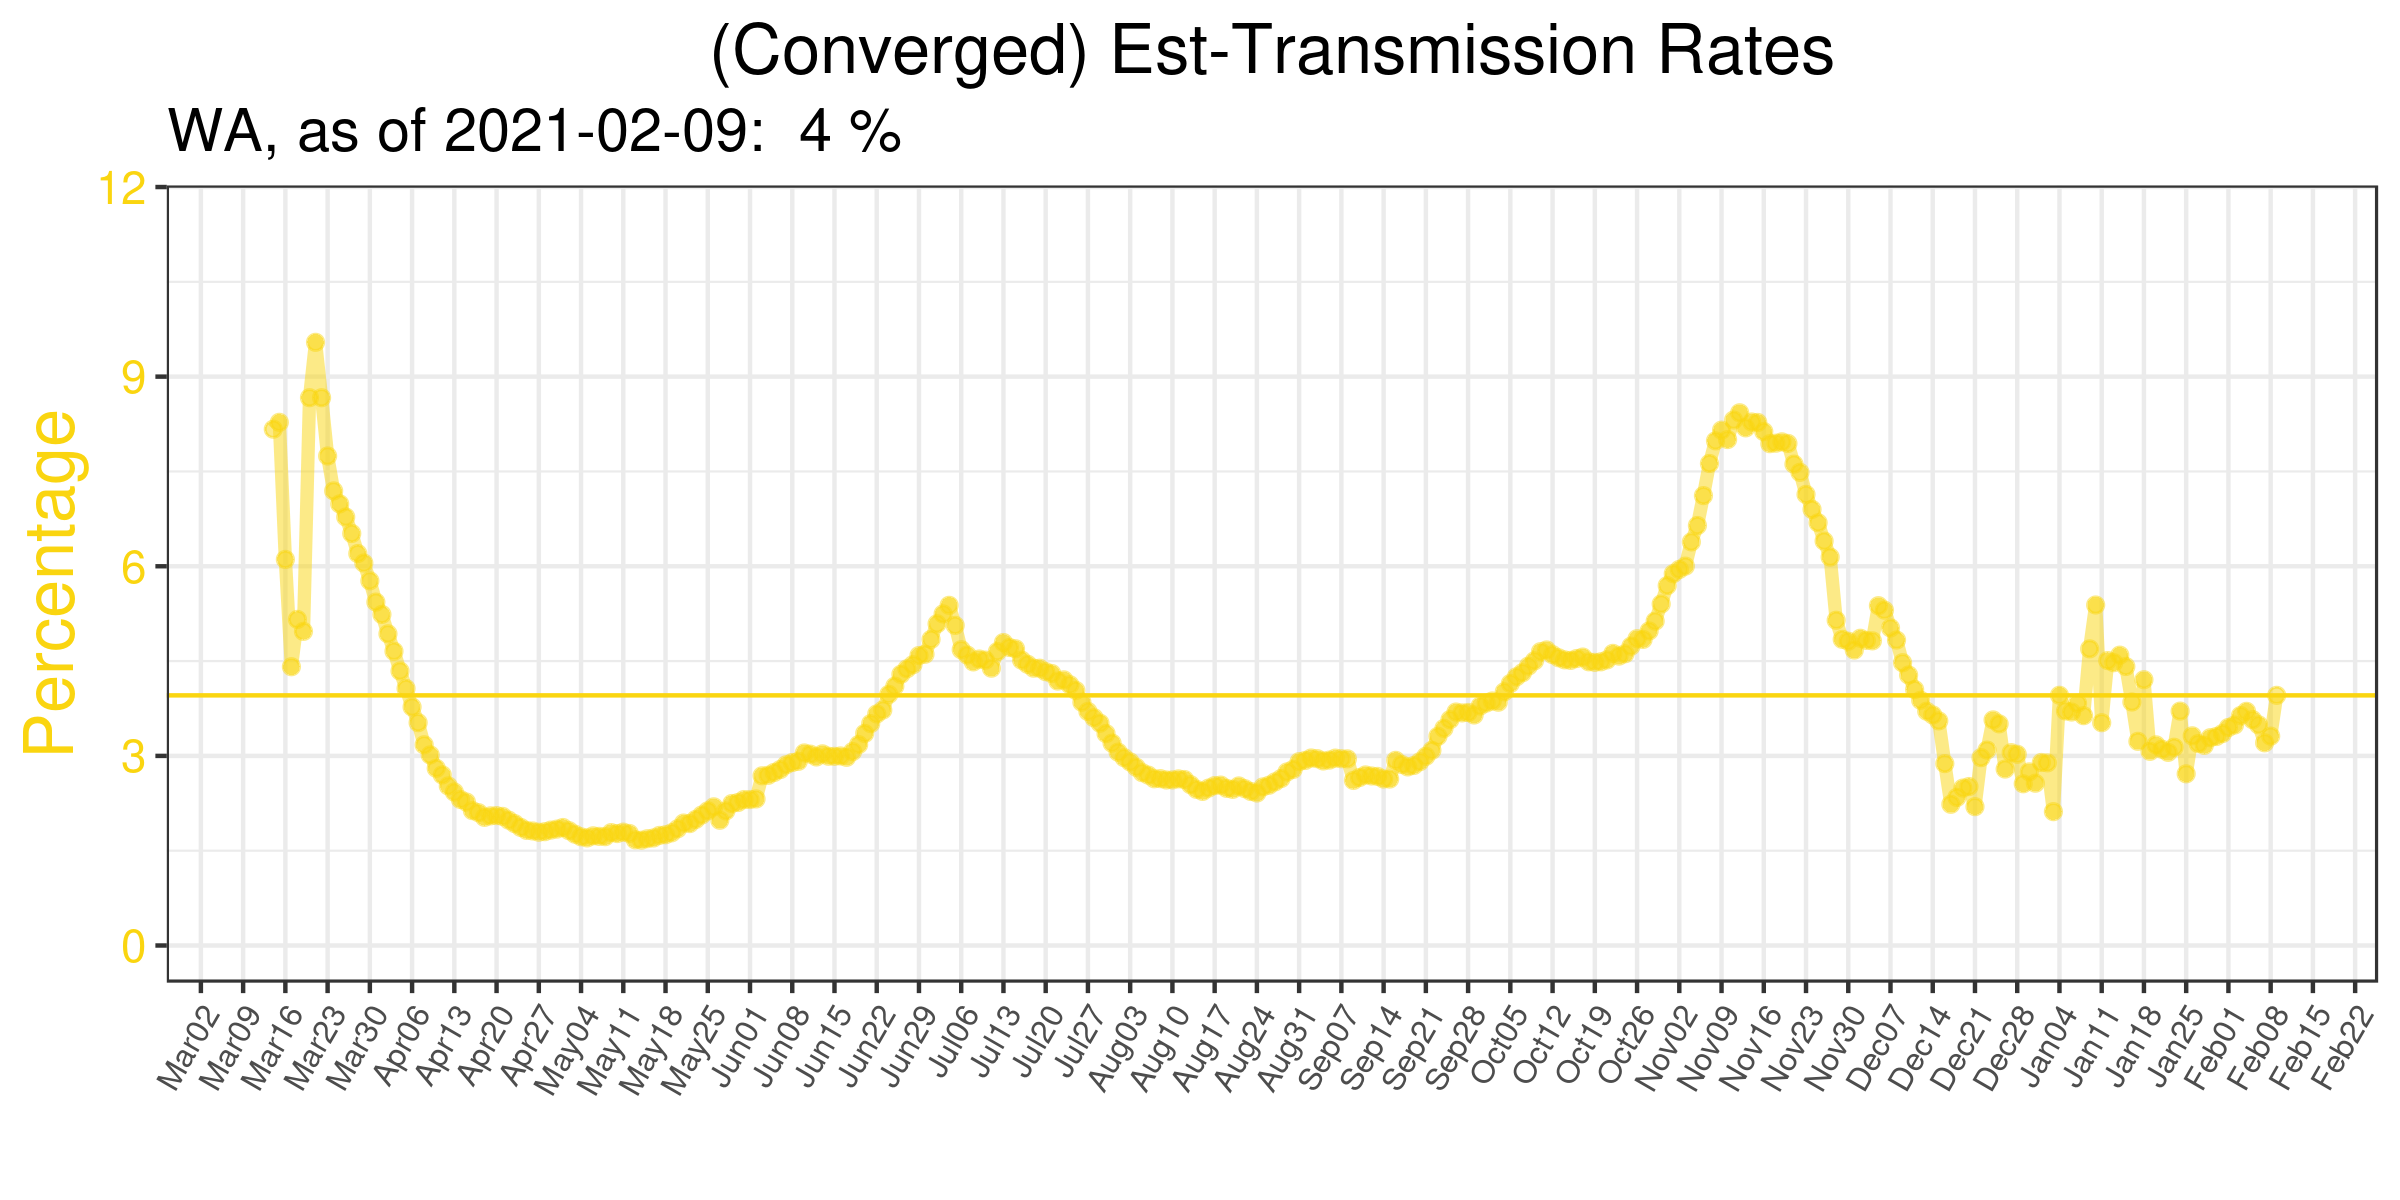 (Converged) Est-Transmission Rates
WA, as of 2021-02-09:  4 %
Percentage
12
9
6
3
0
Mar02
Mar09
Mar16
Mar23
Mar30
Apr06
Apr13
Apr20
Apr27
May04
May11
May18
May25
Jun01
Jun08
Jun15
Jun22
Jun29
Jul06
Jul13
Jul20
Jul27
Aug03
Aug10
Aug17
Aug24
Aug31
Sep07
Sep14
Sep21
Sep28
Oct05
Oct12
Oct19
Oct26
Nov02
Nov09
Nov16
Nov23
Nov30
Dec07
Dec14
Dec21
Dec28
Jan04
Jan11
Jan18
Jan25
Feb01
Feb08
Feb15
Feb22